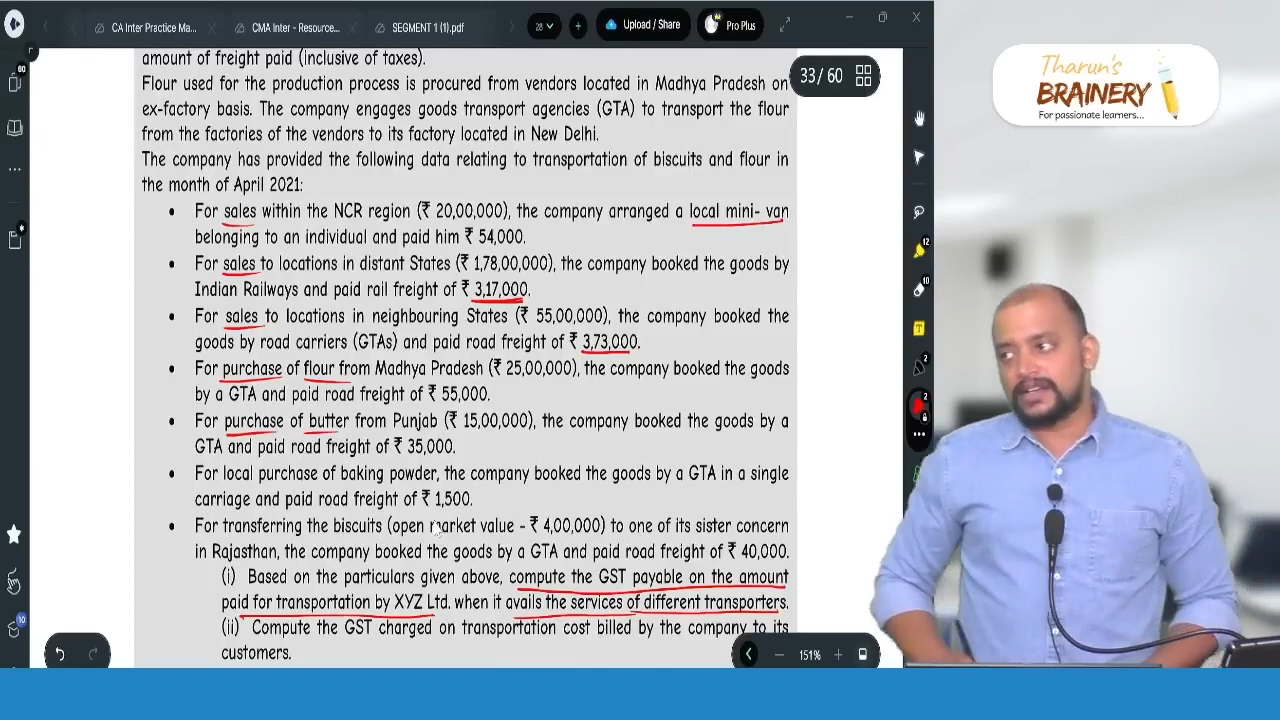 CA Inter Practice Ma...
CMA Inter - Resource...
SEGMENT 1 (1).pdf
28
Upload / Share
Pro Plus
amount of freight paid (inclusive of taxes).
33/ 60
Flour used for the production process is procured from vendors located in Madhya Pradesh on
ex-factory basis. The company engages goods transport agencies (GTA) to transport the flour
from the factories of the vendors to its factory located in New Delhi.
The company has provided the following data relating to transportation of biscuits and flour in
the month of April 2021:
• For sales within the NCR region (₹ 20,00,000), the company arranged a local mini- van
belonging to an individual and paid him ₹ 54,000.
• For sales to locations in distant States (₹ 1,78,00,000), the company booked the goods by
Indian Railways and paid rail freight of ₹ 3,17,000.
• For sales to locations in neighbouring States (₹ 55,00,000), the company booked the
goods by road carriers (GTAs) and paid road freight of ₹ 3,73,000.
• For purchase of flour from Madhya Pradesh (₹ 25,00,000), the company booked the goods
by a GTA and paid road freight of ₹ 55,000.
• For purchase of butter from Punjab (₹ 15,00,000), the company booked the goods by a
GTA and paid road freight of ₹ 35,000.
• For local purchase of baking powder, the company booked the goods by a GTA in a single
carriage and paid road freight of ₹ 1,500.
• For transferring the biscuits (open market value - ₹ 4,00,000) to one of its sister concern
in Rajasthan, the company booked the goods by a GTA and paid road freight of ₹ 40,000.
(i) Based on the particulars given above, compute the GST payable on the amount
paid for transportation by XYZ Ltd. when it avails the services of different transporters.
(ii) Compute the GST charged on transportation cost billed by the company to its
customers.
151%
60
10
12
10
T
2
2
Tharun's
BRAINERY
For passionate learners...